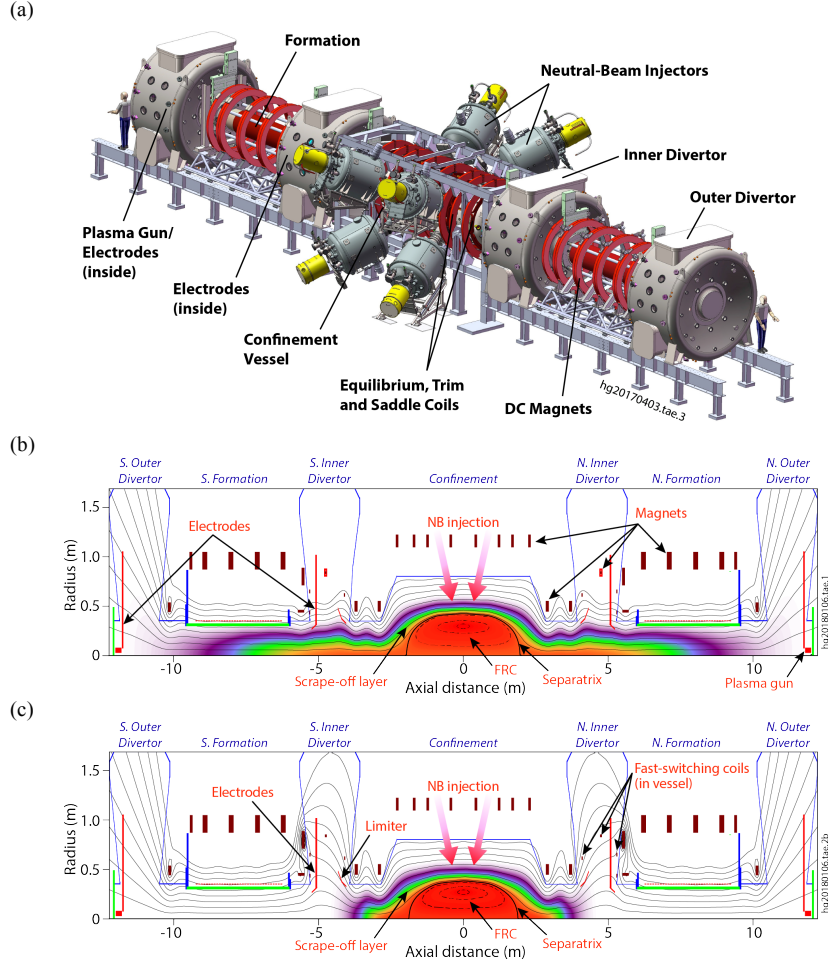 (a)
Formation
Neutral-Beam Injectors
Inner Divertor
Outer Divertor
Plasma Gun/
Electrodes
(inside)
Electrodes
(inside)
Confinement
Vessel
Equilibrium, Trim
and Saddle Coils
DC Magnets
hg20170403.tae.3
(b)
S. Outer
Divertor
S. Formation
S. Inner
Divertor
Confinement
N. Inner
Divertor
N. Formation
N. Outer
Divertor
Electrodes
NB injection
Magnets
Radius (m)
1.5
1.0
0.5
0
-10
-5
0
5
10
Scrape-off layer
FRC
Separatrix
Plasma gun
Axial distance (m)
hg20180106.tae.1
(c)
S. Outer
Divertor
S. Formation
S. Inner
Divertor
Confinement
N. Inner
Divertor
N. Formation
N. Outer
Divertor
Electrodes
Limiter
NB injection
Fast-switching coils
(in vessel)
Radius (m)
1.5
1.0
0.5
0
-10
-5
0
5
10
Scrape-off layer
FRC
Separatrix
Axial distance (m)
hg20180106.tae.2b